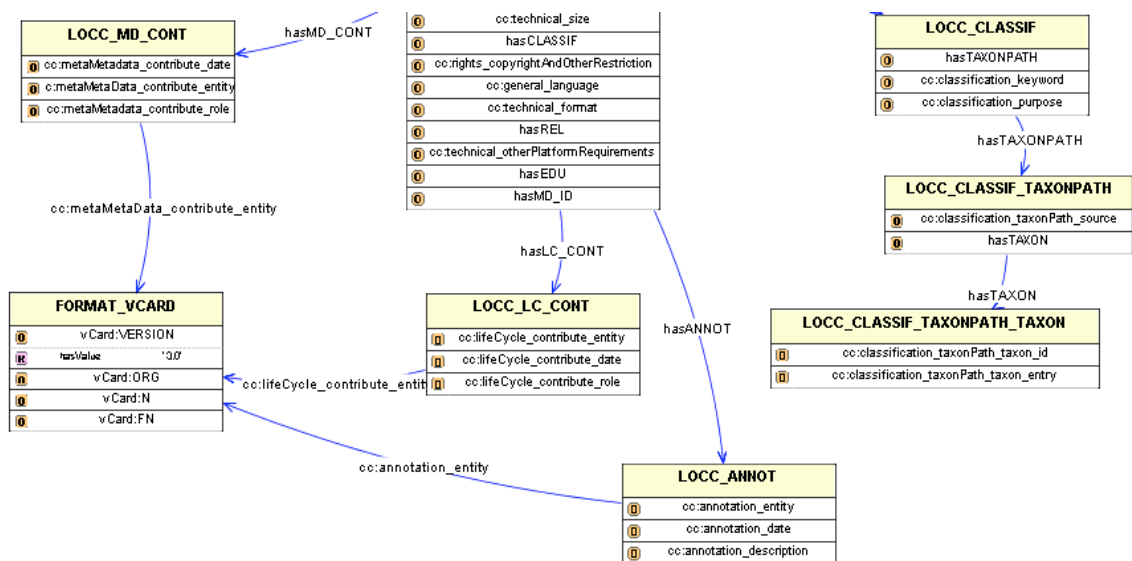 LOCC_MD_CONT
cc:metaMetadata_contribute_date
c:metaMetaData_contribute_entity
cc:metaMetadata_contribute_role
hasMD_CONT
cc:technical_size
hasCLASSIF
cc:rights_copyrightAndOtherRestriction
cc:general_language
cc:technical_format
hasREL
cc:technical_otherPlatformRequirements
hasEDU
hasMD_ID
LOCC_CLASSIF
hasTAXONPATH
cc:classification_keyword
cc:classification_purpose
hasTAXONPATH
LOCC_CLASSIF_TAXONPATH
cc:classification_taxonPath_source
hasTAXON
hasTAXON
LOCC_CLASSIF_TAXONPATH_TAXON
cc:classification_taxonPath_taxon_id
cc:classification_taxonPath_taxon_entry
cc:metaMetaData_contribute_entity
hasLC_CONT
hasANNOT
FORMAT_VCARD
vCard:VERSION
hasValue "3.0"
vCard:ORG
vCard:N
vCard:FN
LOCC_LC_CONT
cc:lifeCycle_contribute_entity
cc:lifeCycle_contribute_date
cc:lifeCycle_contribute_role
cc:lifeCycle_contribute_entit
cc:annotation_entity
LOCC_ANNOT
cc:annotation_entity
cc:annotation_date
cc:annotation_description